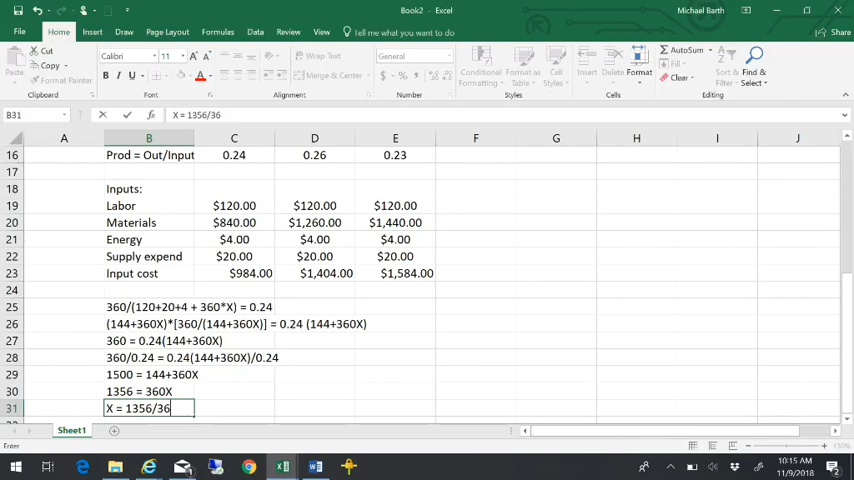 Book2 - Excel
Michael Barth
File Home Insert Draw Page Layout Formulas Data Review View Tell me what you want to do Share
Cut
Copy
Format Painter
Paste
Clipboard
Calibri 11
B I U
Font
Wrap Text
Merge & Center
Alignment
General
$ % ,
Number
Conditional Formatting
Format as Table
Cell Styles
Styles
Insert Delete Format
Cells
AutoSum
Fill
Clear
Sort & Filter
Find & Select
Editing
B31 fx X = 1356/36
A B C D E F G H I J
16 Prod = Out/Input 0.24 0.26 0.23
17
18 Inputs:
19 Labor $120.00 $120.00 $120.00
20 Materials $840.00 $1,260.00 $1,440.00
21 Energy $4.00 $4.00 $4.00
22 Supply expend $20.00 $20.00 $20.00
23 Input cost $984.00 $1,404.00 $1,584.00
24
25 360/(120+20+4 + 360*X) = 0.24
26 (144+360X)*[360/(144+360X)] = 0.24 (144+360X)
27 360 = 0.24(144+360X)
28 360/0.24 = 0.24(144+360X)/0.24
29 1500 = 144+360X
30 1356 = 360X
31 X = 1356/36
Sheet1
Enter
10:15 AM
11/9/2018